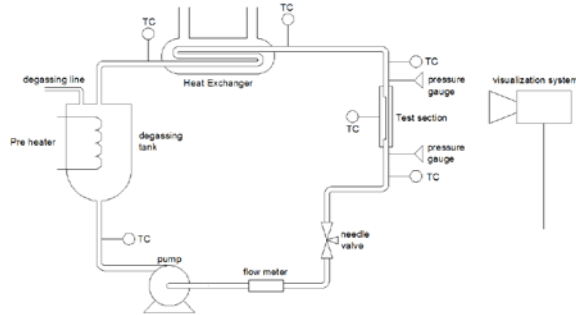 TC
TC
Heat Exchanger
TC
pressure
gauge
visualization system
degassing line
Pre heater
degassing
tank
TC
Test section
pressure
gauge
TC
TC
needle
valve
pump
flow meter